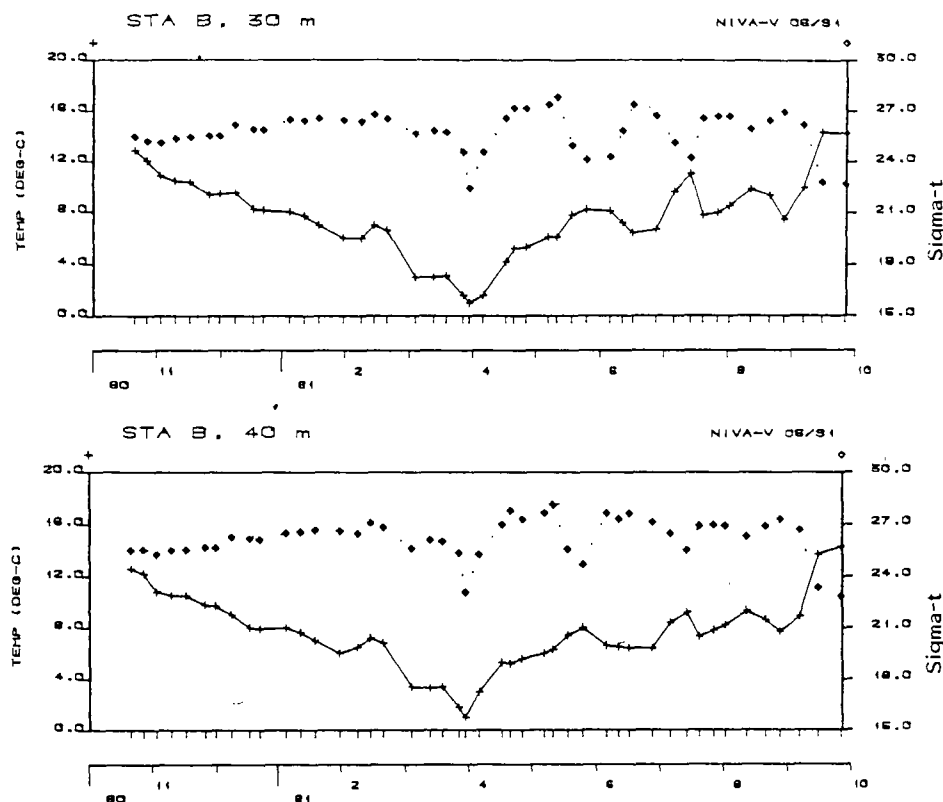 STA B. 30 m
NIVA-V 06/91
+
20.0
30.0
16.0
27.0
12.0
24.0
8.0
21.0
4.0
18.0
0.0
15.0
TEMP (DEG-C)
Sigma-t
11 2 4 6 8 10
80 81
STA B. 40 m
NIVA-V 06/91
+
20.0
30.0
16.0
27.0
12.0
24.0
8.0
21.0
4.0
18.0
0.0
15.0
TEMP (DEG-C)
Sigma-t
11 2 4 6 8 10
80 81